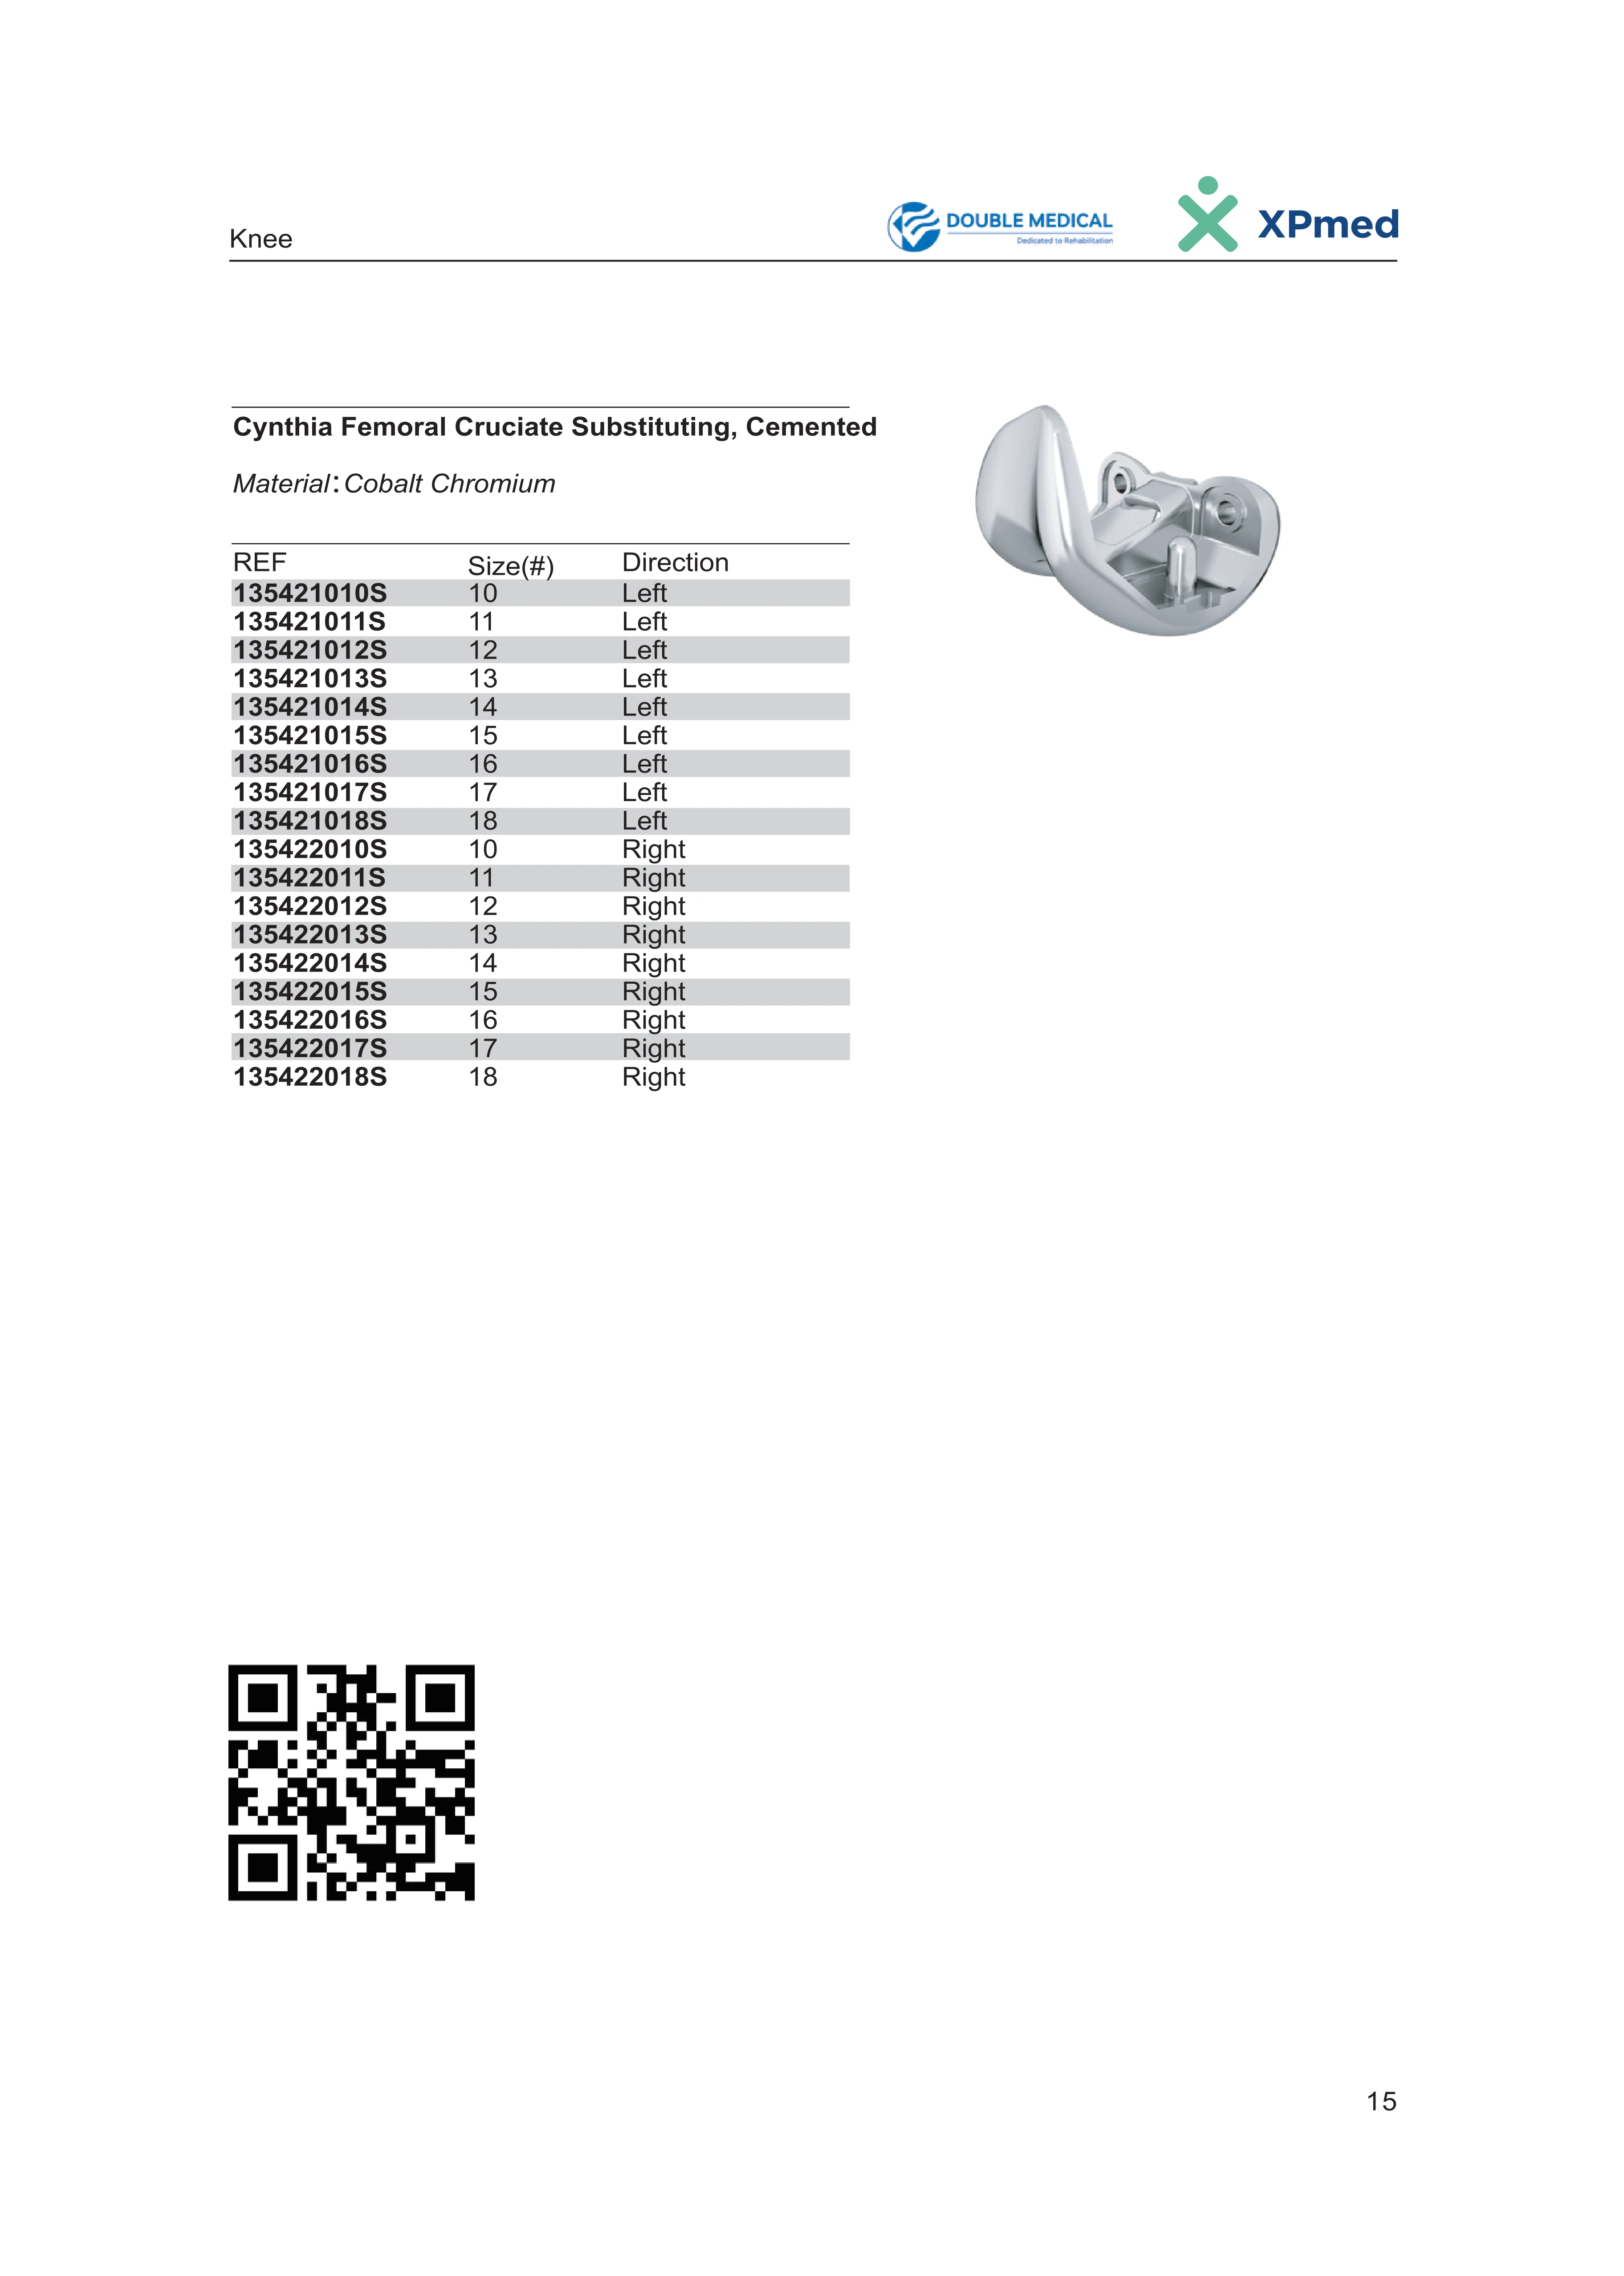 Knee
DOUBLE MEDICAL
Dedicated to Rehabilitation
XPmed
Cynthia Femoral Cruciate Substituting, Cemented
Material: Cobalt Chromium
REF Size(#) Direction
135421010S 10 Left
135421011S 11 Left
135421012S 12 Left
135421013S 13 Left
135421014S 14 Left
135421015S 15 Left
135421016S 16 Left
135421017S 17 Left
135421018S 18 Left
135422010S 10 Right
135422011S 11 Right
135422012S 12 Right
135422013S 13 Right
135422014S 14 Right
135422015S 15 Right
135422016S 16 Right
135422017S 17 Right
135422018S 18 Right
15